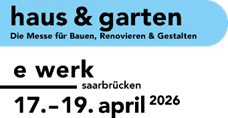 haus & garten
Die Messe für Bauen, Renovieren & Gestalten
e werk
saarbrücken
17.–19. april 2026